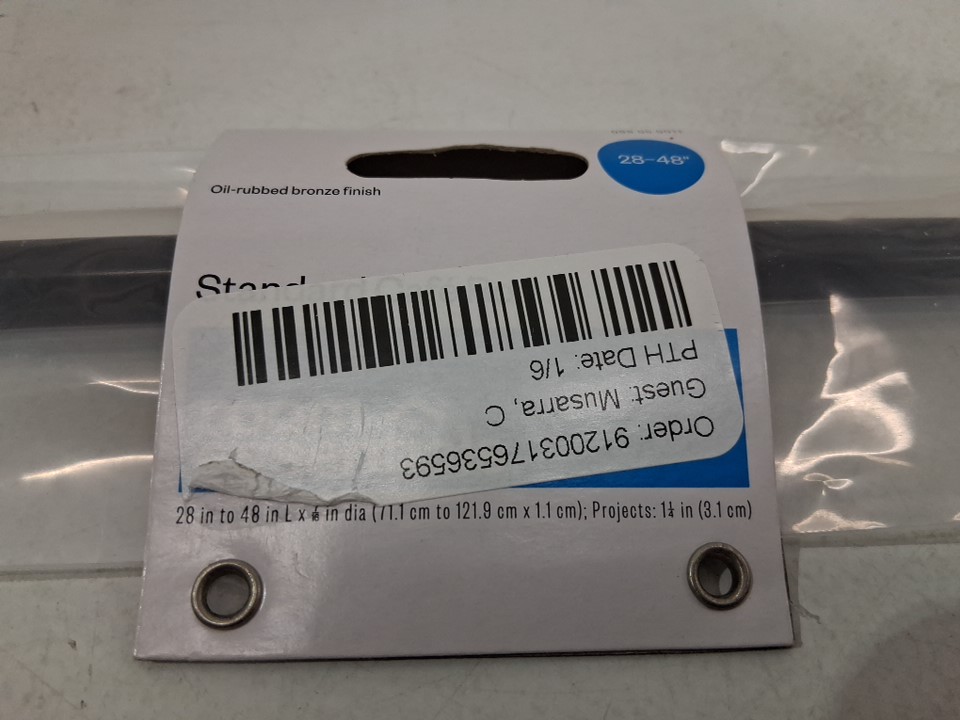 28–48"
Oil-rubbed bronze finish
Order: 912003176536593
Guest: Musarra, C
PTH Date: 1/6
28 in to 48 in L x in dia (71.1 cm to 121.9 cm x 1.1 cm); Projects: 1¼ in (3.1 cm)